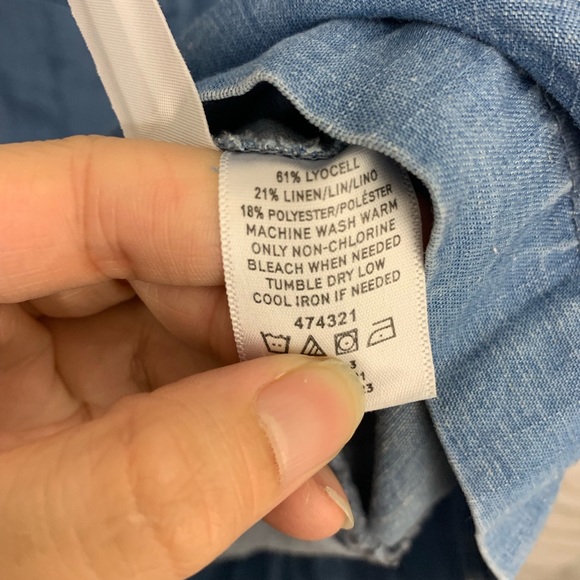 61% LYOCELL
21% LINEN/LIN/LINO
18% POLYESTER/POLÉSTER
MACHINE WASH WARM
ONLY NON-CHLORINE
BLEACH WHEN NEEDED
TUMBLE DRY LOW
COOL IRON IF NEEDED
474321